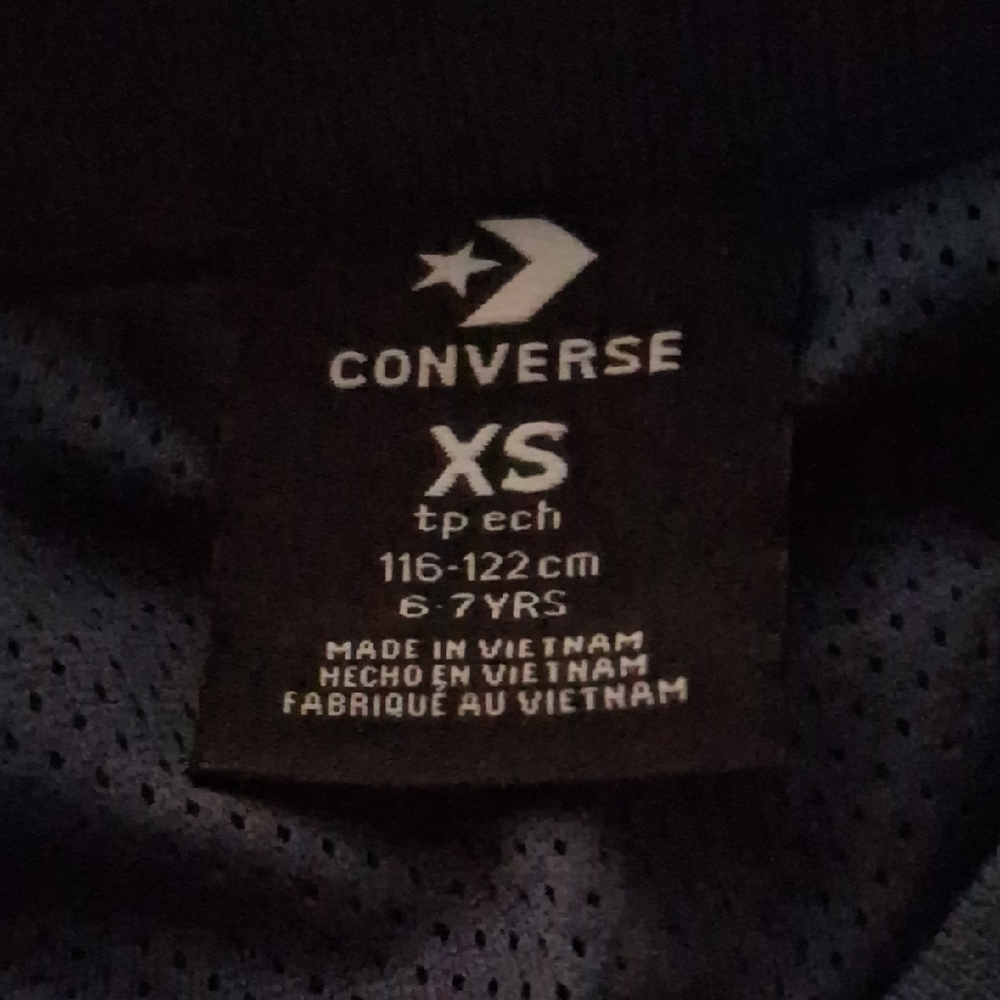 CONVERSE
XS
tp ech
116-122cm
6-7YRS
MADE IN VIETNAM
HECHO EN VIETNAM
FABRIQUÉ AU VIETNAM